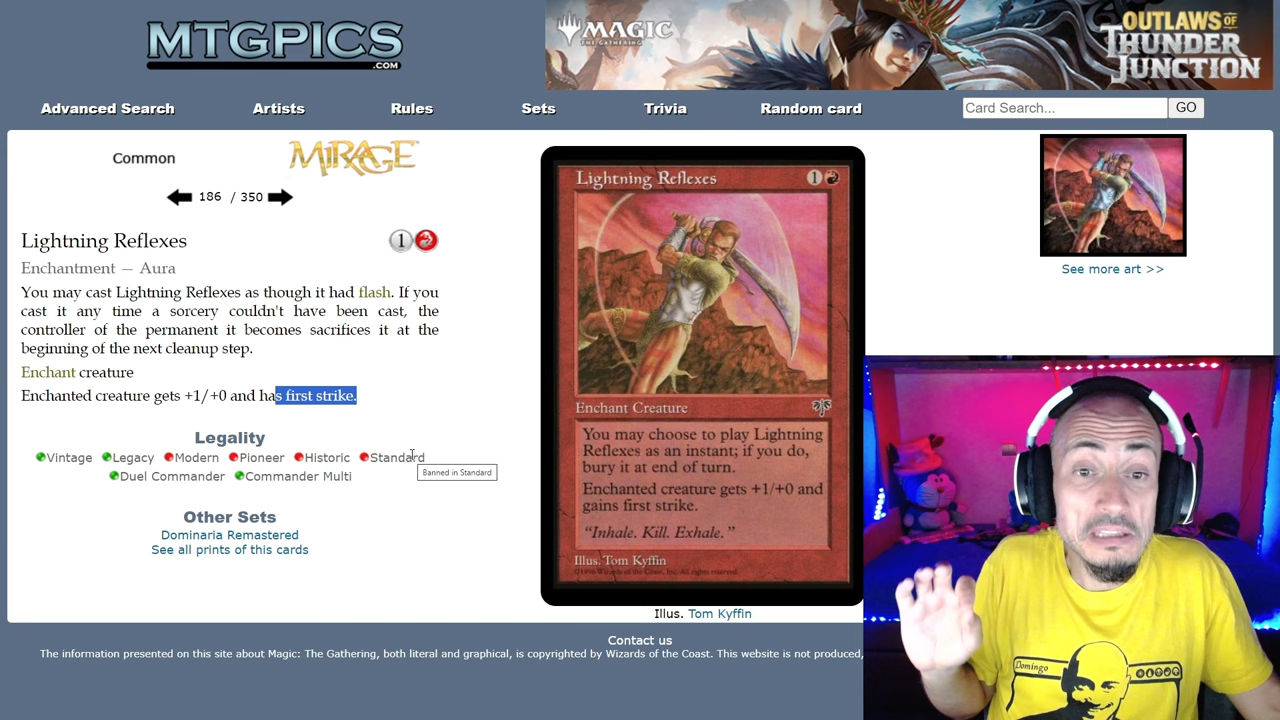 MTGPICS
.COM
MAGIC
THE GATHERING
OUTLAWS OF
THUNDER
JUNCTION
Advanced Search
Artists
Rules
Sets
Trivia
Random card
Card Search...
GO
Common
MIRAGE
186 / 350
Lightning Reflexes
1
Enchantment — Aura
You may cast Lightning Reflexes as though it had flash. If you
cast it any time a sorcery couldn't have been cast, the
controller of the permanent it becomes sacrifices it at the
beginning of the next cleanup step.
Enchant creature
Enchanted creature gets +1/+0 and has first strike.
Legality
Vintage Legacy Modern Pioneer Historic Standard
Duel Commander Commander Multi
Banned in Standard
Other Sets
Dominaria Remastered
See all prints of this cards
Lightning Reflexes
1
Enchant Creature
You may choose to play Lightning
Reflexes as an instant; if you do,
bury it at end of turn.
Enchanted creature gets +1/+0 and
gains first strike.
“Inhale. Kill. Exhale.”
Illus. Tom Kyffin
©1996 Wizards of the Coast, Inc. All rights reserved.
Illus. Tom Kyffin
See more art >>
Contact us
The information presented on this site about Magic: The Gathering, both literal and graphical, is copyrighted by Wizards of the Coast. This website is not produced,
Domingo